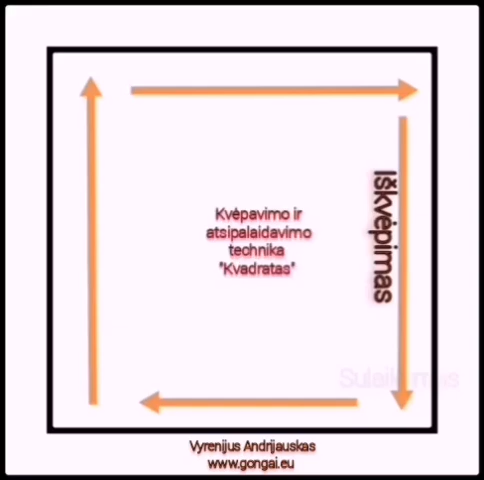 Kvėpavimo ir
atsipalaidavimo
technika
"Kvadratas"
Iškvėpimas
Vyrenijus Andrijauskas
www.gongai.eu